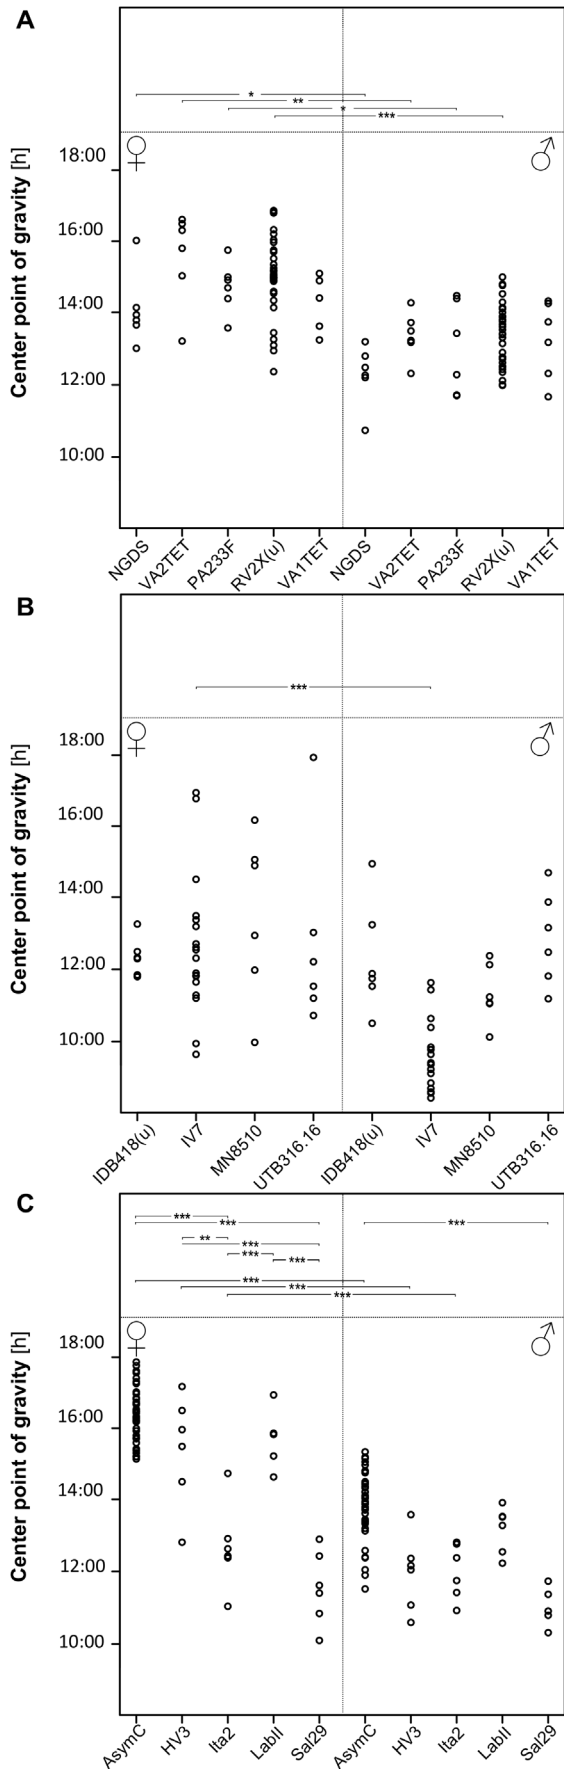 A
*
**
*
***
♀
♂
Center point of gravity [h]
18:00
16:00
14:00
12:00
10:00
NGDS
VA2TET
PA233F
RV2X(u)
VA1TET
NGDS
VA2TET
PA233F
RV2X(u)
VA1TET
B
***
♀
♂
Center point of gravity [h]
18:00
16:00
14:00
12:00
10:00
IDB418(u)
IV7
MN8510
UTB316.16
IDB418(u)
IV7
MN8510
UTB316.16
C
***
***
***
**
***
***
***
***
***
***
♀
♂
Center point of gravity [h]
18:00
16:00
14:00
12:00
10:00
AsymC
HV3
Ita2
LabII
Sal29
AsymC
HV3
Ita2
LabII
Sal29